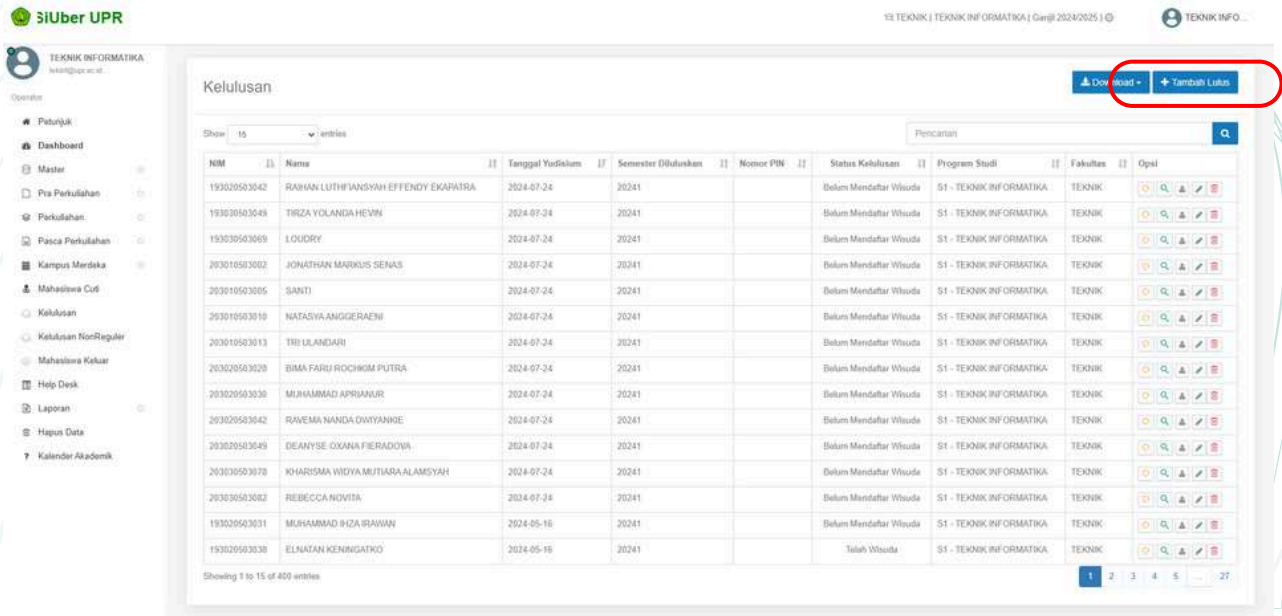 SiUber UPR
TEKNIK | TEKNIK INFORMATIKA | Ganjil 2024/2025 |
TEKNIK INFO...
TEKNIK INFORMATIKA
Operator
Petunjuk
Dashboard
Master
Pra Perkuliahan
Perkuliahan
Pasca Perkuliahan
Kampus Merdeka
Mahasiswa Cuti
Kelulusan
Kelulusan NonReguler
Mahasiswa Keluar
Help Desk
Laporan
Hapus Data
Kalender Akademik
Kelulusan
Download
+ Tambah Lulus
Show 15 entries
Pencarian
NIM Nama Tanggal Yudisium Semester Diluluskan Nomor PIN Status Kelulusan Program Studi Fakultas Opsi
193020503042 RAIHAN LUTHFIANSYAH EFFENDY EKAPATRA 2024-07-24 20241 Belum Mendaftar Wisuda S1 - TEKNIK INFORMATIKA TEKNIK
193030503049 TIRZA YOLANDA HEVIN 2024-07-24 20241 Belum Mendaftar Wisuda S1 - TEKNIK INFORMATIKA TEKNIK
193030503069 LOUDRY 2024-07-24 20241 Belum Mendaftar Wisuda S1 - TEKNIK INFORMATIKA TEKNIK
203010503002 JONATHAN MARKUS SENAS 2024-07-24 20241 Belum Mendaftar Wisuda S1 - TEKNIK INFORMATIKA TEKNIK
203010503005 SANTI 2024-07-24 20241 Belum Mendaftar Wisuda S1 - TEKNIK INFORMATIKA TEKNIK
203010503010 NATASYA ANGGERAENI 2024-07-24 20241 Belum Mendaftar Wisuda S1 - TEKNIK INFORMATIKA TEKNIK
203010503013 TRI ULANDARI 2024-07-24 20241 Belum Mendaftar Wisuda S1 - TEKNIK INFORMATIKA TEKNIK
203020503020 BIMA FARU ROCHKIM PUTRA 2024-07-24 20241 Belum Mendaftar Wisuda S1 - TEKNIK INFORMATIKA TEKNIK
203020503030 MUHAMMAD APRIANUR 2024-07-24 20241 Belum Mendaftar Wisuda S1 - TEKNIK INFORMATIKA TEKNIK
203020503042 RAVEMA NANDA DWIYANKIE 2024-07-24 20241 Belum Mendaftar Wisuda S1 - TEKNIK INFORMATIKA TEKNIK
203020503049 DEANYSE OXANA FIERADOVA 2024-07-24 20241 Belum Mendaftar Wisuda S1 - TEKNIK INFORMATIKA TEKNIK
203030503078 KHARISMA WIDYA MUTIARA ALAMSYAH 2024-07-24 20241 Belum Mendaftar Wisuda S1 - TEKNIK INFORMATIKA TEKNIK
203030503082 REBECCA NOVITA 2024-07-24 20241 Belum Mendaftar Wisuda S1 - TEKNIK INFORMATIKA TEKNIK
193020503031 MUHAMMAD IHZA IRAWAN 2024-05-16 20241 Belum Mendaftar Wisuda S1 - TEKNIK INFORMATIKA TEKNIK
193020503038 ELNATAN KENINGATKO 2024-05-16 20241 Telah Wisuda S1 - TEKNIK INFORMATIKA TEKNIK
Showing 1 to 15 of 400 entries
1 2 3 4 5 ... 27